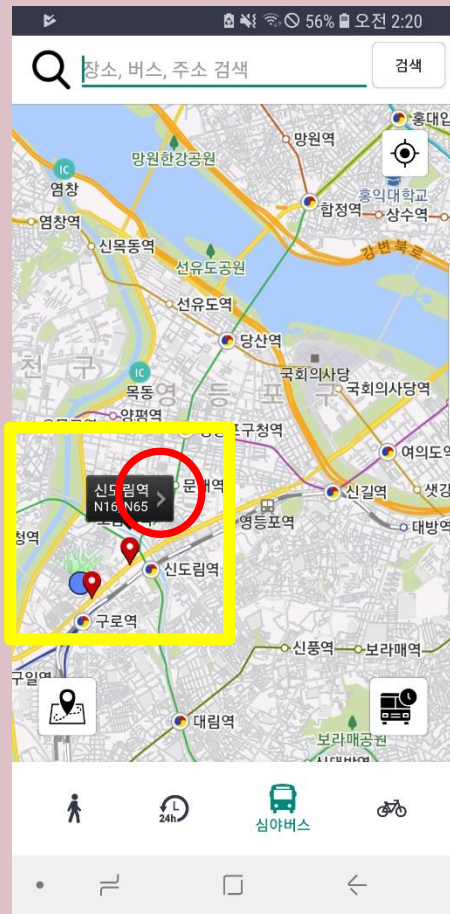 56% 오전 2:20
장소, 버스, 주소 검색
검색
홍대입
망원역
망원한강공원
IC
염창
홍익대학교
합정역
상수역
염창역
신목동역
강변북로
선유도공원
선유도역
당산역
천 구
IC
목동
국회의사당
영 등 포 구
국회의사당역
양평역
구청역
여의도역
신도림역
N16,N65
문래역
신길역
샛강
청역
영등포역
대방역
신도림역
구로역
신풍역
보라매역
구일역
대림역
보라매공원
신대방역
24h
심야버스